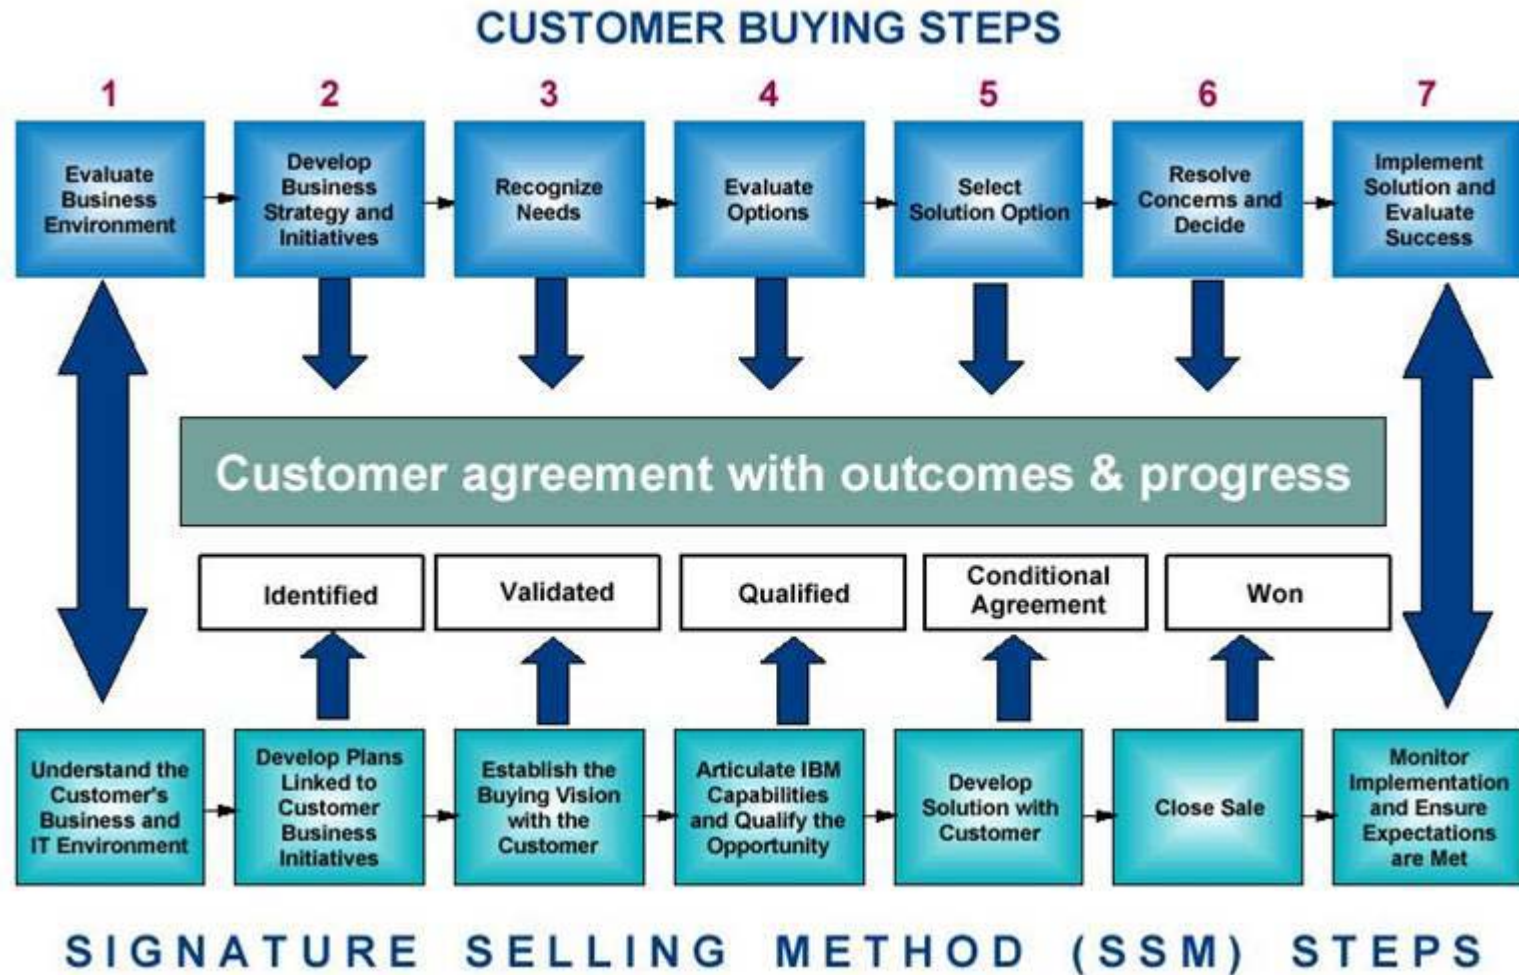 CUSTOMER BUYING STEPS
1
2
3
4
5
6
7
Evaluate
Business
Environment
Develop
Business
Strategy and
Initiatives
Recognize
Needs
Evaluate
Options
Select
Solution Option
Resolve
Concerns and
Decide
Implement
Solution and
Evaluate
Success
Customer agreement with outcomes & progress
Identified
Validated
Qualified
Conditional
Agreement
Won
Understand the
Customer's
Business and
IT Environment
Develop Plans
Linked to
Customer
Business
Initiatives
Establish the
Buying Vision
with the
Customer
Articulate IBM
Capabilities
and Qualify the
Opportunity
Develop
Solution with
Customer
Close Sale
Monitor
Implementation
and Ensure
Expectations
are Met
SIGNATURE SELLING METHOD (SSM) STEPS